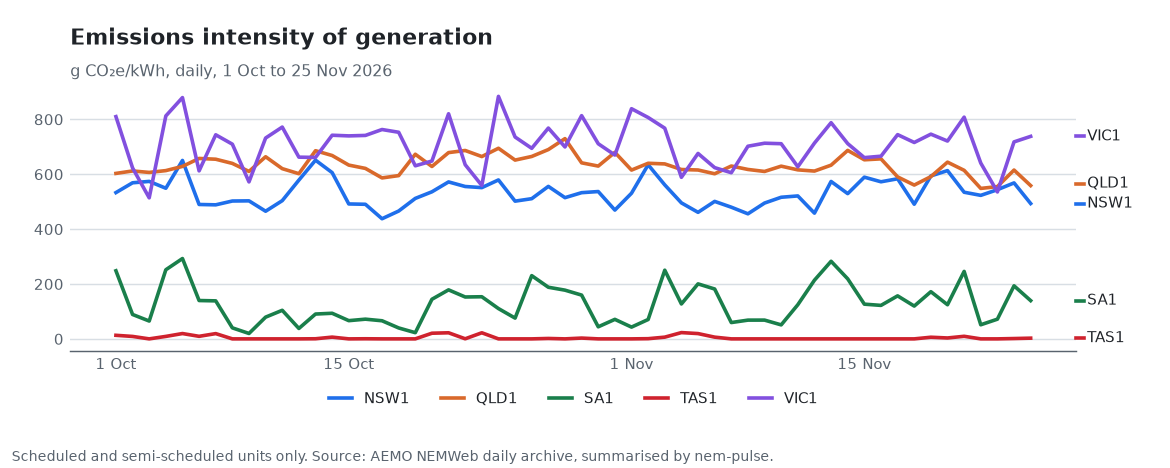 Emissions intensity of generation
g CO₂e/kWh, daily, 1 Oct to 25 Nov 2026
800
600
400
200
0
VIC1
QLD1
NSW1
SA1
TAS1
1 Oct
15 Oct
1 Nov
15 Nov
NSW1
QLD1
SA1
TAS1
VIC1
Scheduled and semi-scheduled units only. Source: AEMO NEMWeb daily archive, summarised by nem-pulse.